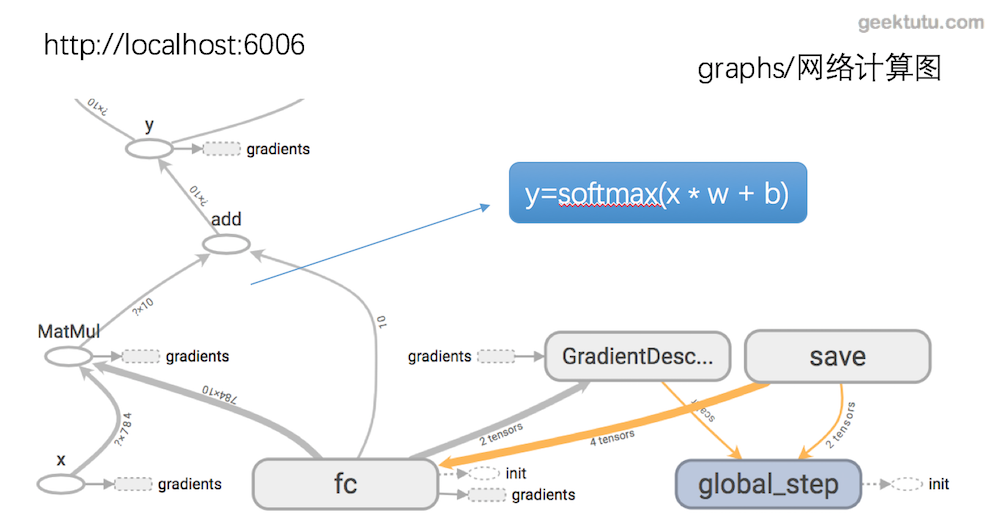 geektutu.com
http://localhost:6006
graphs/网络计算图
?×10
y
gradients
y=softmax(x * w + b)
?×10
add
?×10
10
MatMul
gradients
gradients
GradientDesc...
save
784×10
?×784
2 tensors
4 tensors
scalar
2 tensors
x
gradients
fc
init
gradients
global_step
init